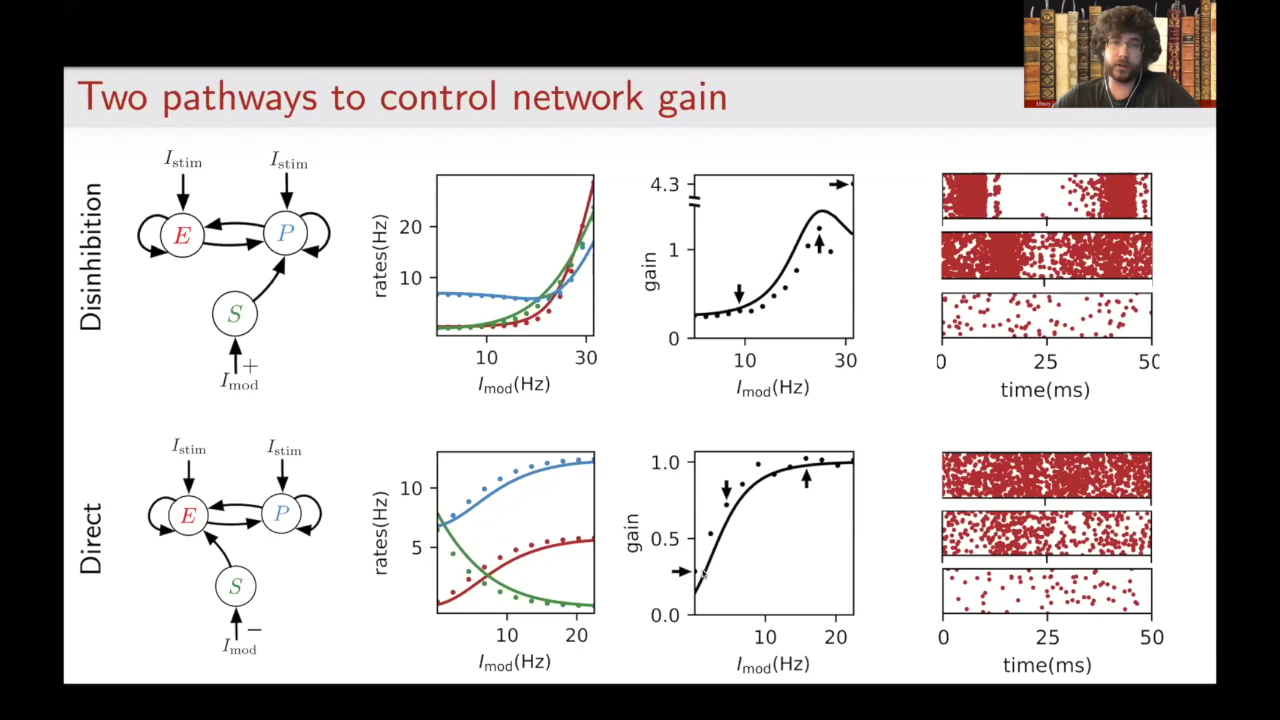 Two pathways to control network gain
Disinhibition
I_stim
I_stim
E
P
S
I_mod
+
rates(Hz)
20
10
10
30
I_mod(Hz)
gain
4.3
1
0
10
30
I_mod(Hz)
0
25
50
time(ms)
Direct
I_stim
I_stim
E
P
S
I_mod
−
rates(Hz)
10
5
10
20
I_mod(Hz)
gain
1.0
0.5
0.0
10
20
I_mod(Hz)
0
25
50
time(ms)